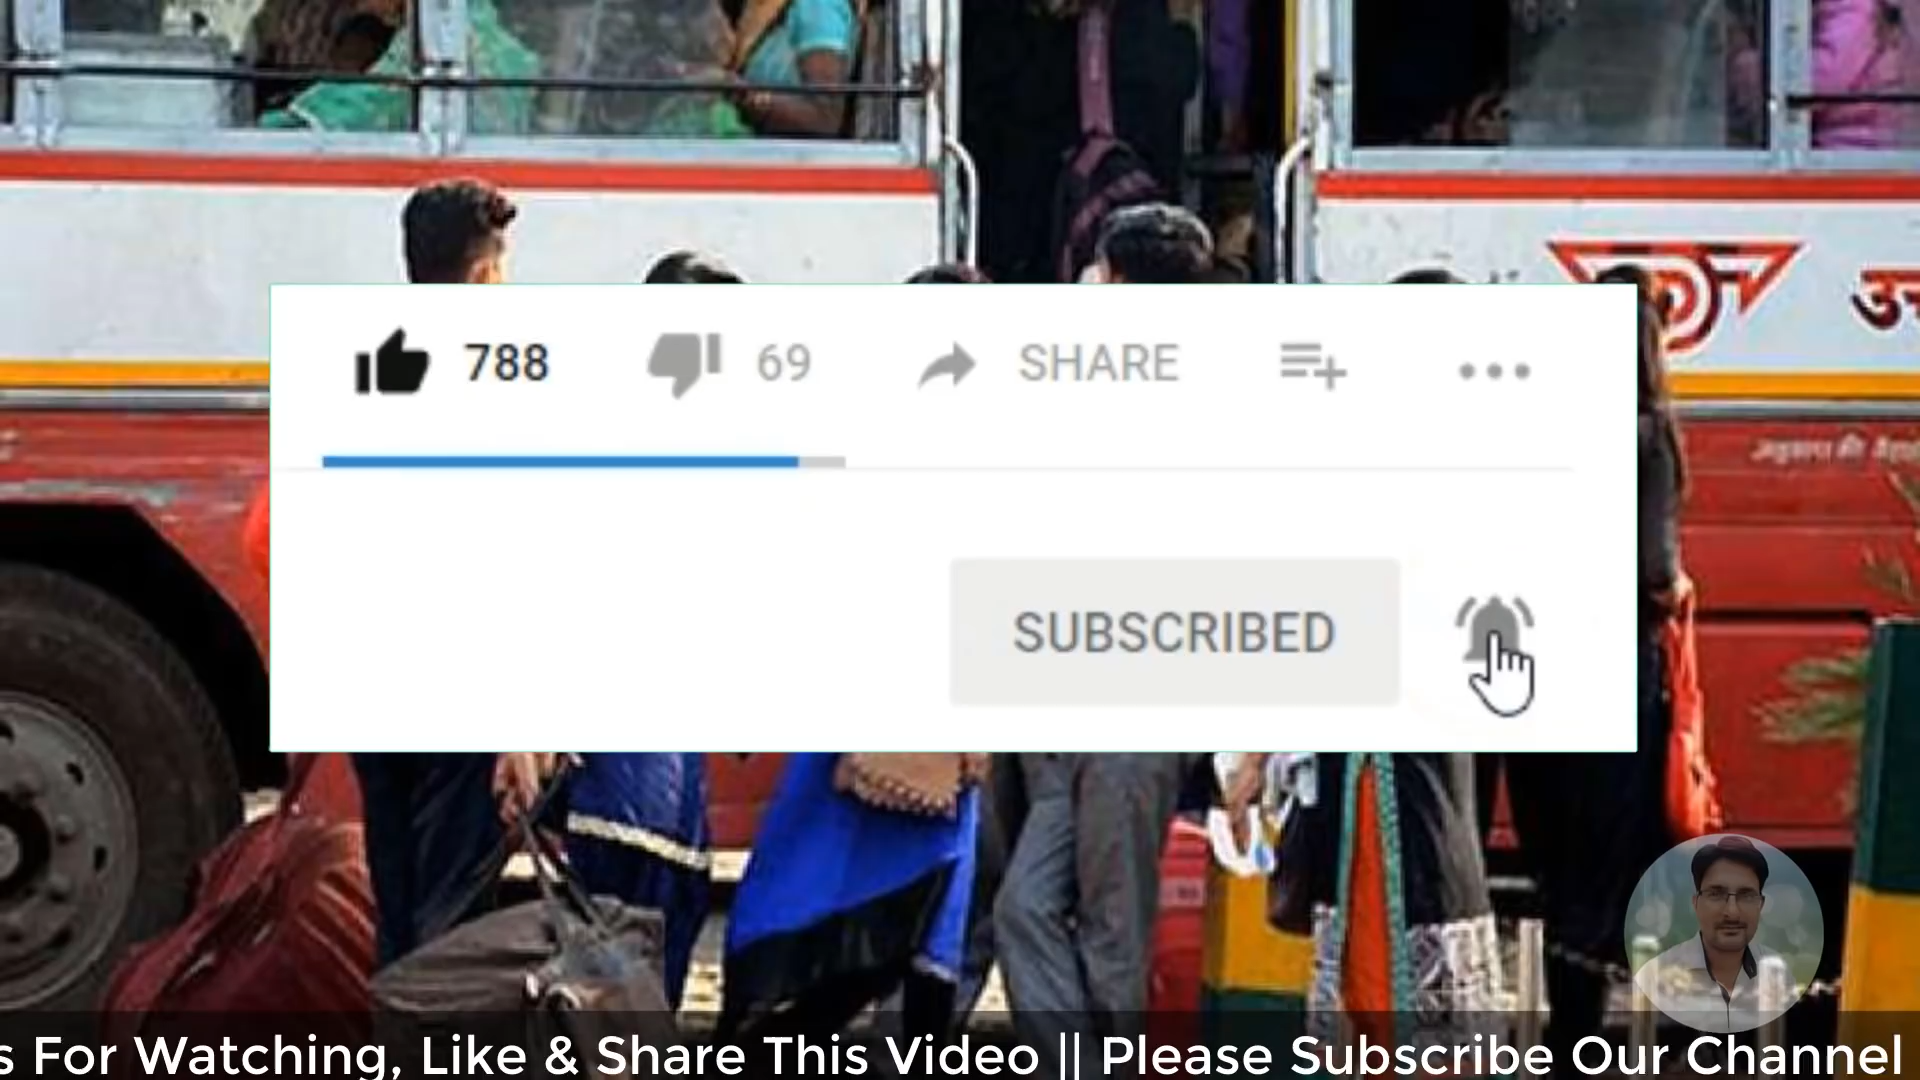 788 69 SHARE
SUBSCRIBED
s For Watching, Like & Share This Video || Please Subscribe Our Channel